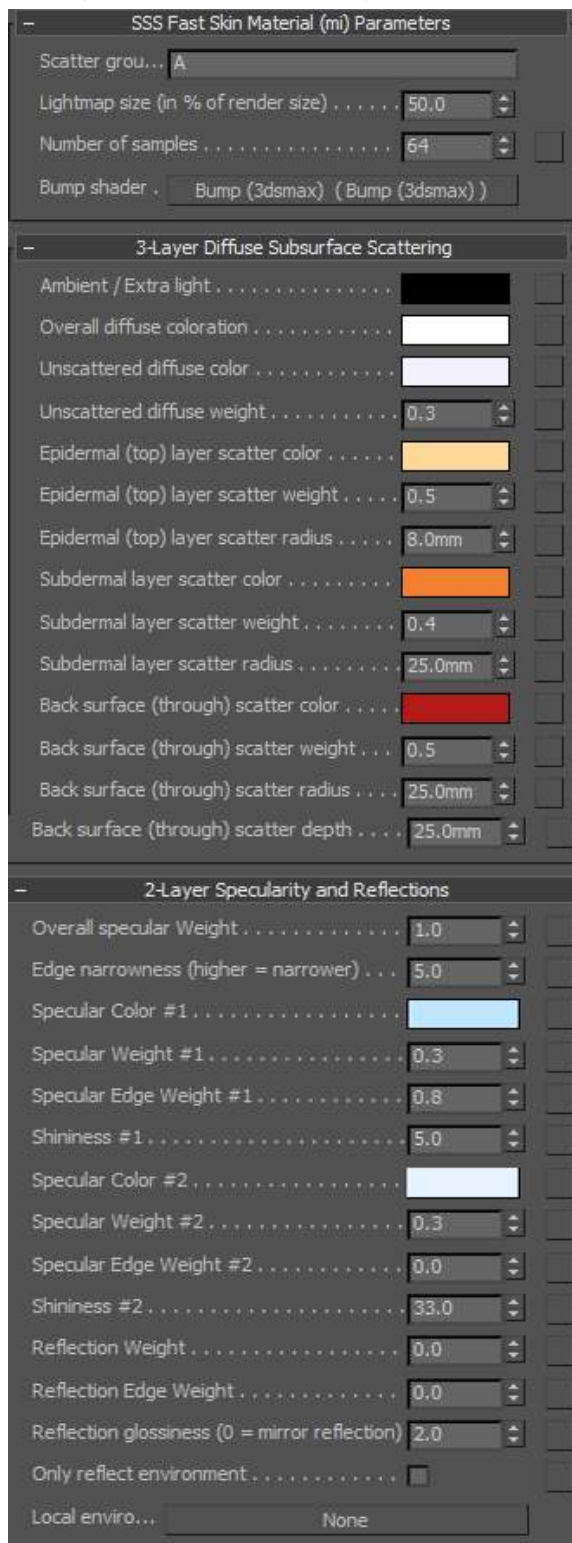 – SSS Fast Skin Material (mi) Parameters
Scatter grou... A
Lightmap size (in % of render size) . . . . . . 50.0
Number of samples . . . . . . . . . . . . . . . . . 64
Bump shader . Bump (3dsmax) (Bump (3dsmax) )
– 3-Layer Diffuse Subsurface Scattering
Ambient / Extra light . . . . . . . . . . . . . . . .
Overall diffuse coloration . . . . . . . . . . . .
Unscattered diffuse color . . . . . . . . . . . .
Unscattered diffuse weight . . . . . . . . . . . 0.3
Epidermal (top) layer scatter color . . . . . .
Epidermal (top) layer scatter weight . . . . . 0.5
Epidermal (top) layer scatter radius . . . . . 8.0mm
Subdermal layer scatter color . . . . . . . . .
Subdermal layer scatter weight . . . . . . . . 0.4
Subdermal layer scatter radius . . . . . . . . . 25.0mm
Back surface (through) scatter color . . . . .
Back surface (through) scatter weight . . . 0.5
Back surface (through) scatter radius . . . . 25.0mm
Back surface (through) scatter depth . . . . 25.0mm
– 2-Layer Specularity and Reflections
Overall specular Weight . . . . . . . . . . . . . 1.0
Edge narrowness (higher = narrower) . . . 5.0
Specular Color #1 . . . . . . . . . . . . . . . . .
Specular Weight #1 . . . . . . . . . . . . . . . . 0.3
Specular Edge Weight #1 . . . . . . . . . . . . 0.8
Shininess #1 . . . . . . . . . . . . . . . . . . . . . 5.0
Specular Color #2 . . . . . . . . . . . . . . . . .
Specular Weight #2 . . . . . . . . . . . . . . . . 0.3
Specular Edge Weight #2 . . . . . . . . . . . . 0.0
Shininess #2 . . . . . . . . . . . . . . . . . . . . . 33.0
Reflection Weight . . . . . . . . . . . . . . . . . 0.0
Reflection Edge Weight . . . . . . . . . . . . . 0.0
Reflection glossiness (0 = mirror reflection) 2.0
Only reflect environment . . . . . . . . . . . .
Local enviro... None